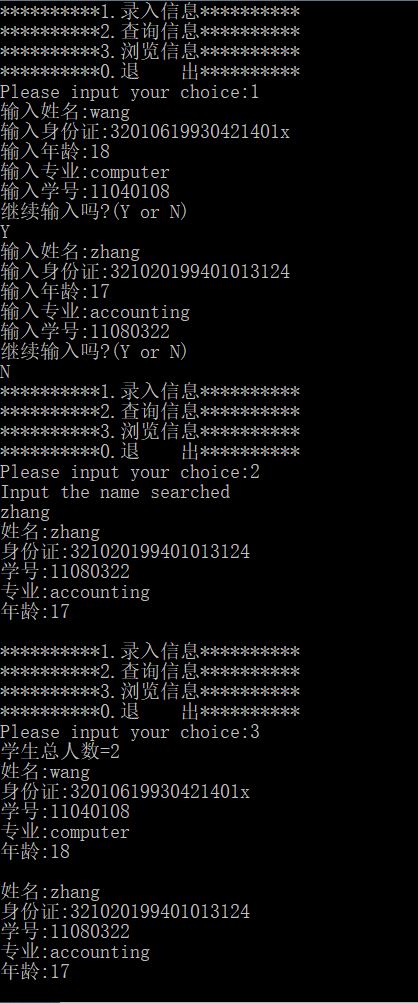 **********1.录入信息**********
**********2.查询信息**********
**********3.浏览信息**********
**********0.退    出**********
Please input your choice:1
输入姓名:wang
输入身份证:32010619930421401x
输入年龄:18
输入专业:computer
输入学号:11040108
继续输入吗?(Y or N)
Y
输入姓名:zhang
输入身份证:321020199401013124
输入年龄:17
输入专业:accounting
输入学号:11080322
继续输入吗?(Y or N)
N
**********1.录入信息**********
**********2.查询信息**********
**********3.浏览信息**********
**********0.退    出**********
Please input your choice:2
Input the name searched
zhang
姓名:zhang
身份证:321020199401013124
学号:11080322
专业:accounting
年龄:17
**********1.录入信息**********
**********2.查询信息**********
**********3.浏览信息**********
**********0.退    出**********
Please input your choice:3
学生总人数=2
姓名:wang
身份证:32010619930421401x
学号:11040108
专业:computer
年龄:18
姓名:zhang
身份证:321020199401013124
学号:11080322
专业:accounting
年龄:17